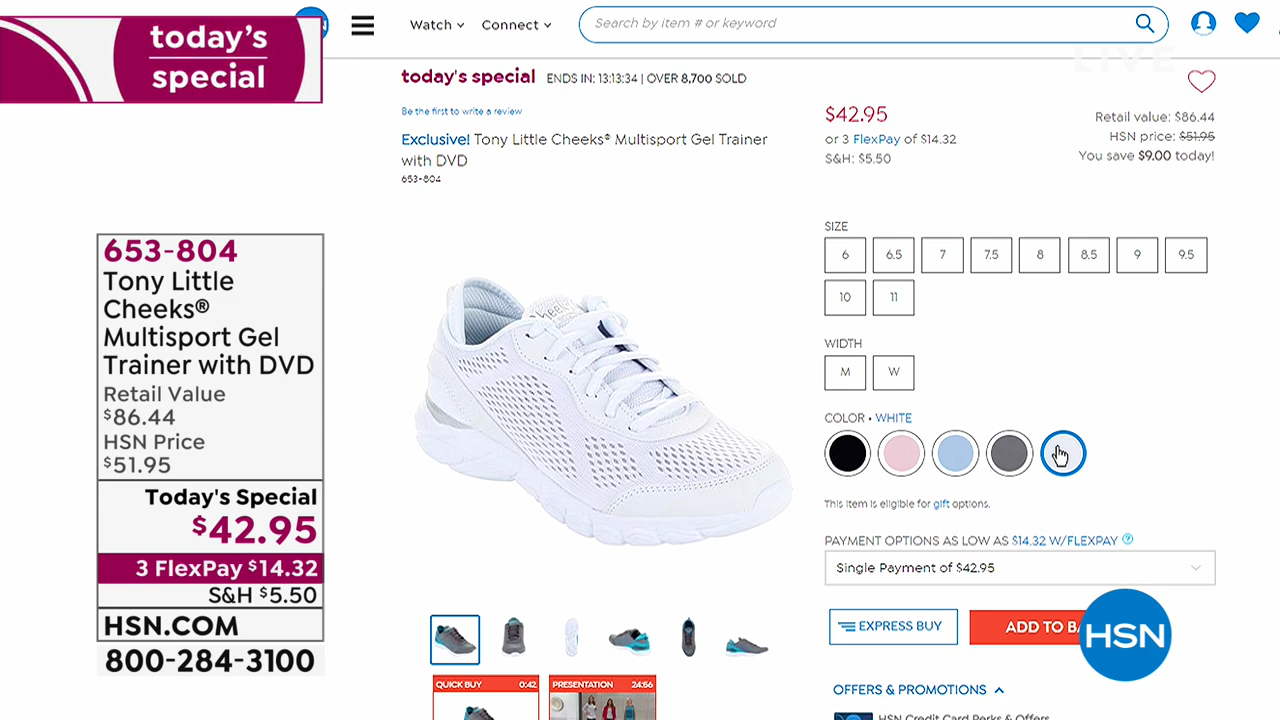 today's
special
Watch
Connect
Search by item # or keyword
LIVE
today's special ENDS IN: 13:13:34 | OVER 8,700 SOLD
Be the first to write a review
Exclusive! Tony Little Cheeks® Multisport Gel Trainer
with DVD
653-804
$42.95
or 3 FlexPay of $14.32
S&H: $5.50
Retail value: $86.44
HSN price: $51.95
You save $9.00 today!
653-804
Tony Little
Cheeks®
Multisport Gel
Trainer with DVD
Retail Value
$86.44
HSN Price
$51.95
Today's Special
$42.95
3 FlexPay $14.32
S&H $5.50
HSN.COM
800-284-3100
SIZE
6 6.5 7 7.5 8 8.5 9 9.5
10 11
WIDTH
M W
COLOR • WHITE
This item is eligible for gift options.
PAYMENT OPTIONS AS LOW AS $14.32 W/FLEXPAY ?
Single Payment of $42.95
EXPRESS BUY
ADD TO BA
HSN
QUICK BUY 0:42
PRESENTATION 24:56
OFFERS & PROMOTIONS
HSN Credit Card Perks & Offers